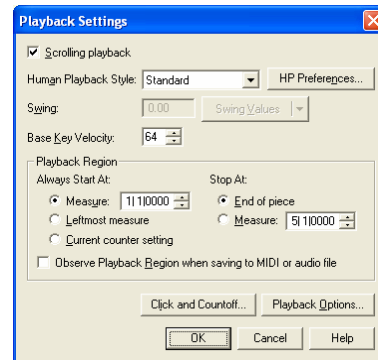 Playback Settings
Scrolling playback
Human Playback Style: Standard HP Preferences...
Swing: 0.00 Swing Values
Base Key Velocity: 64
Playback Region
Always Start At: Stop At:
Measure: 1| 1|0000 End of piece
Leftmost measure Measure: 5| 1|0000
Current counter setting
Observe Playback Region when saving to MIDI or audio file
Click and Countoff... Playback Options...
OK Cancel Help